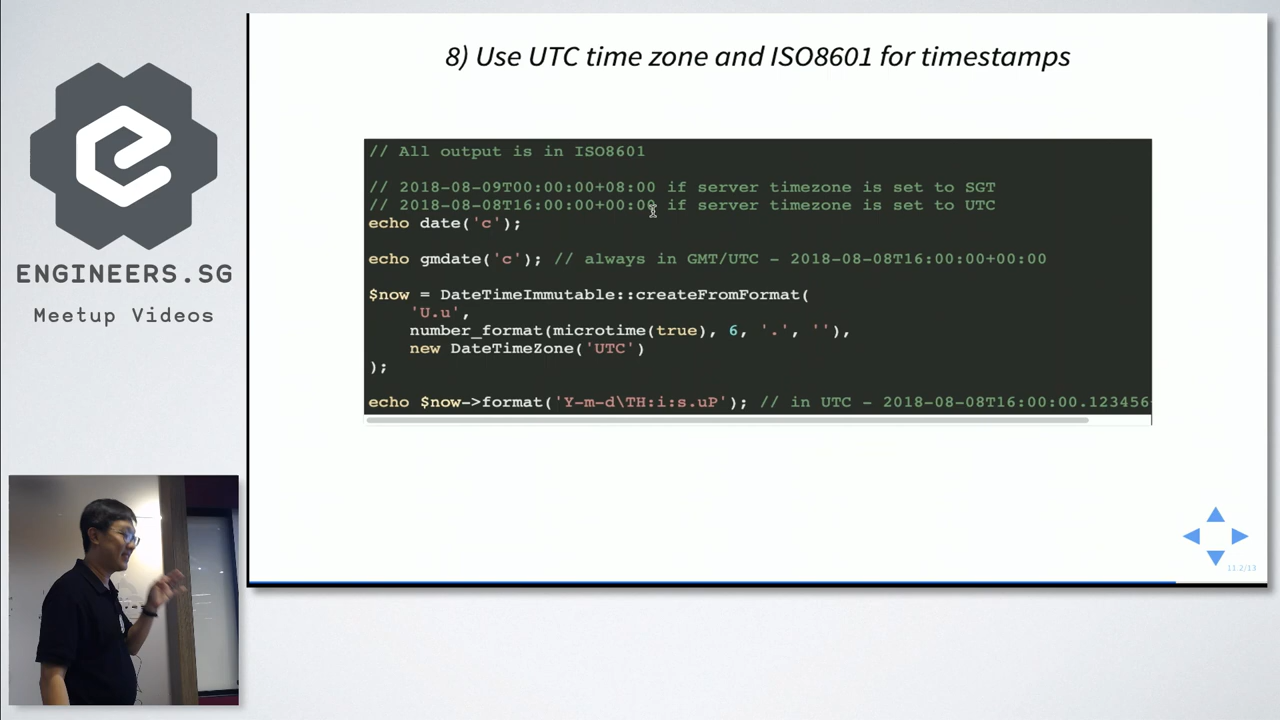 8) Use UTC time zone and ISO8601 for timestamps
// All output is in ISO8601
// 2018-08-09T00:00:00+08:00 if server timezone is set to SGT
// 2018-08-08T16:00:00+00:00 if server timezone is set to UTC
echo date('c');
echo gmdate('c'); // always in GMT/UTC - 2018-08-08T16:00:00+00:00
$now = DateTimeImmutable::createFromFormat(
    'U.u',
    number_format(microtime(true), 6, '.', ''),
    new DateTimeZone('UTC')
);
echo $now->format('Y-m-d\TH:i:s.uP'); // in UTC - 2018-08-08T16:00:00.123456
ENGINEERS.SG
Meetup Videos
11.2/13